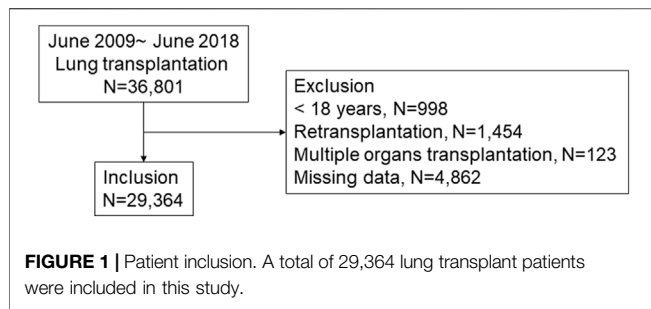 June 2009~ June 2018
Lung transplantation
N=36,801
Exclusion
< 18 years, N=998
Retransplantation, N=1,454
Multiple organs transplantation, N=123
Missing data, N=4,862
Inclusion
N=29,364
FIGURE 1 | Patient inclusion. A total of 29,364 lung transplant patients
were included in this study.